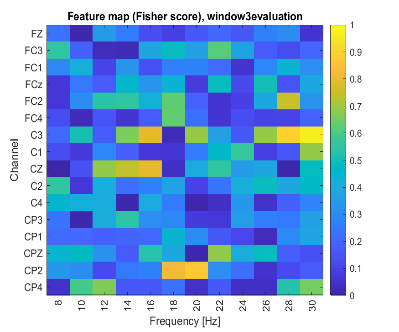 Feature map (Fisher score), window3evaluation
Channel
FZ
FC3
FC1
FCz
FC2
FC4
C3
C1
CZ
C2
C4
CP3
CP1
CPZ
CP2
CP4
8 10 12 14 16 18 20 22 24 26 28 30
Frequency [Hz]
1
0.9
0.8
0.7
0.6
0.5
0.4
0.3
0.2
0.1
0